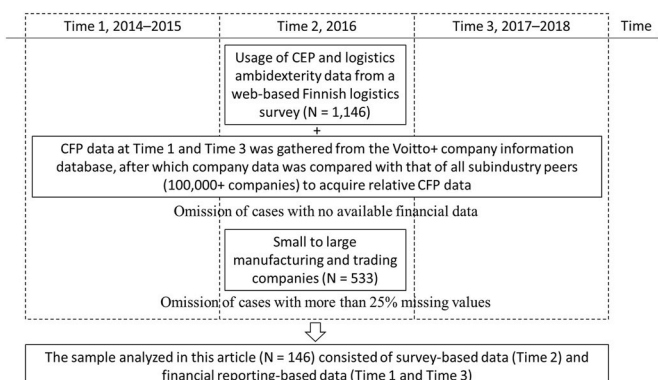 Time 1, 2014–2015 Time 2, 2016 Time 3, 2017–2018 Time
Usage of CEP and logistics
ambidexterity data from a
web-based Finnish logistics
survey (N = 1,146)
+
CFP data at Time 1 and Time 3 was gathered from the Voitto+ company information
database, after which company data was compared with that of all subindustry peers
(100,000+ companies) to acquire relative CFP data
Omission of cases with no available financial data
Small to large
manufacturing and trading
companies (N = 533)
Omission of cases with more than 25% missing values
The sample analyzed in this article (N = 146) consisted of survey-based data (Time 2) and
financial reporting-based data (Time 1 and Time 3)